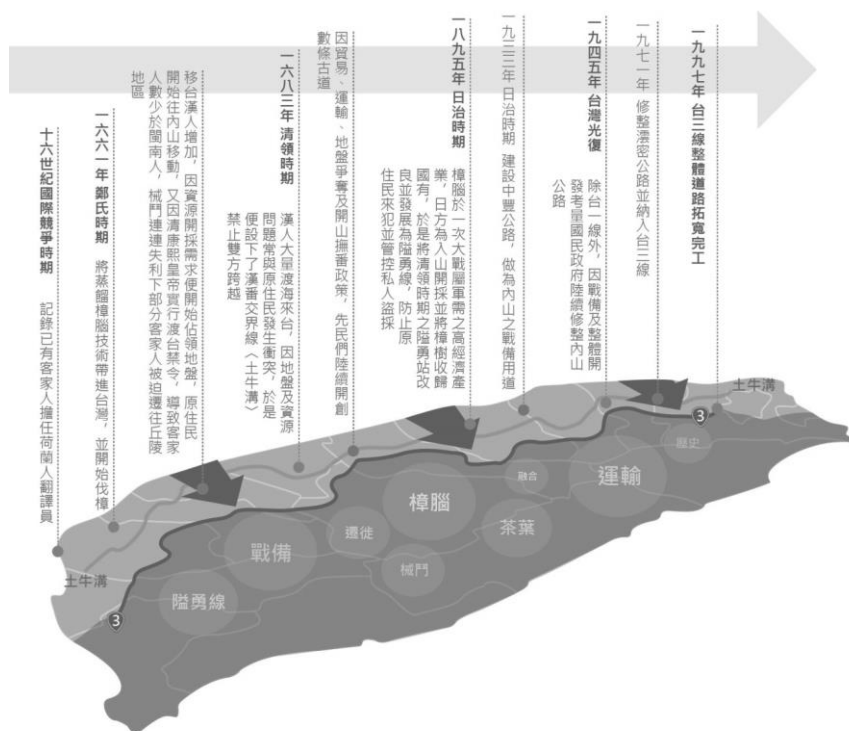 十六世紀國際競爭時期 記錄已有客家人擔任荷蘭人翻譯員
一六六一年 鄭氏時期 將蒸餾樟腦技術帶進台灣，並開始伐樟
移台漢人增加，因資源開採需求便開始佔領地盤，原住民
開始往內山移動，又因清康熙皇帝實行渡台禁令，導致客家
人數少於閩南人，械鬥連連失利下部分客家人被迫遷往丘陵
地區
一六八三年 清領時期
漢人大量渡海來台，因地盤及資源
問題常與原住民發生衝突，於是
便設下了漢番交界線〈土牛溝〉
禁止雙方跨越
因貿易、運輸、地盤爭奪及開山撫番政策，先民們陸續開創
數條古道
一八九五年 日治時期
樟腦於一次大戰屬軍需之高經濟產
業，日方為入山開採並將樟樹收歸
國有，於是將清領時期之隘勇站改
良並發展為隘勇線，防止原
住民來犯並管控私人盜採
一九三三年 日治時期 建設中豐公路，做為內山之戰備用道
一九四五年 台灣光復
除台一線外，因戰備及整體開
發考量國民政府陸續修整內山
公路
一九七一年 修整澐密公路並納入台三線
一九九七年 台三線整體道路拓寬完工
土牛溝
3
歷史
運輸
融合
樟腦
茶葉
遷徙
戰備
械鬥
土牛溝
隘勇線
3